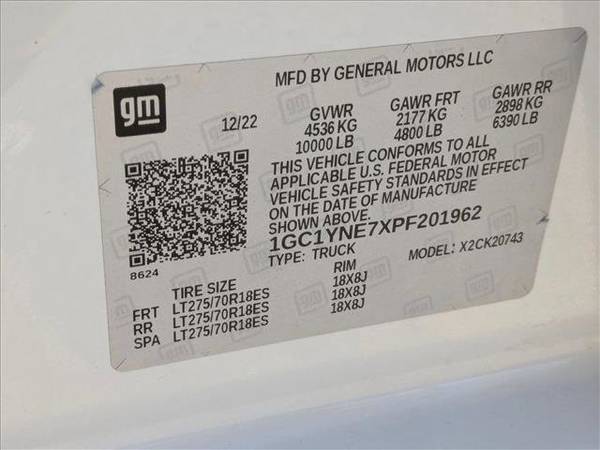 MFD BY GENERAL MOTORS LLC
gm
12/22
GVWR GAWR FRT GAWR RR
4536 KG 2177 KG 2898 KG
10000 LB 4800 LB 6390 LB
THIS VEHICLE CONFORMS TO ALL
APPLICABLE U.S. FEDERAL MOTOR
VEHICLE SAFETY STANDARDS IN EFFECT
ON THE DATE OF MANUFACTURE
SHOWN ABOVE.
1GC1YNE7XPF201962
TYPE: TRUCK MODEL: X2CK20743
8624
TIRE SIZE RIM
FRT LT275/70R18ES 18X8J
RR LT275/70R18ES 18X8J
SPA LT275/70R18ES 18X8J